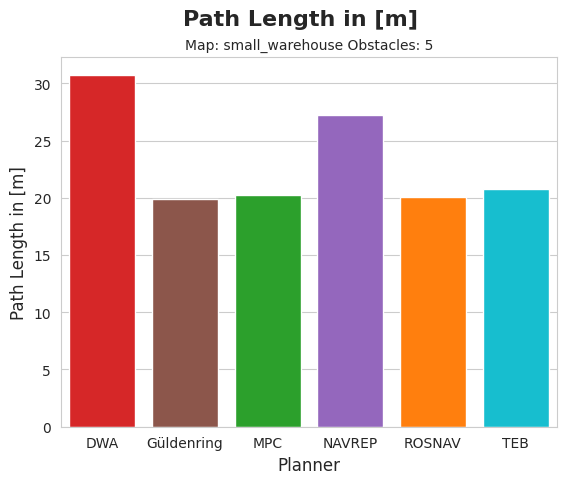 Path Length in [m]
Map: small_warehouse Obstacles: 5
Path Length in [m]
30
25
20
15
10
5
0
DWA Güldenring MPC NAVREP ROSNAV TEB
Planner